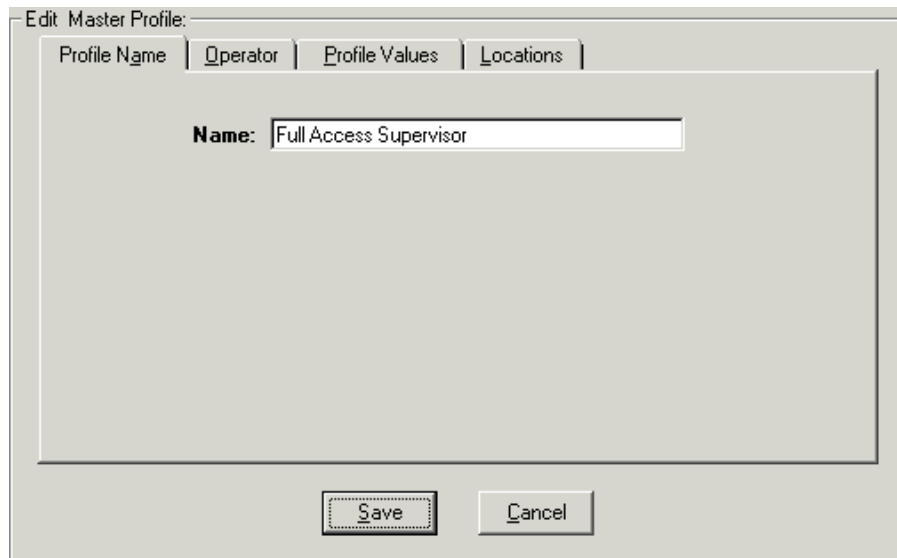 Edit Master Profile:
Profile Name Operator Profile Values Locations
Name: Full Access Supervisor
Save Cancel